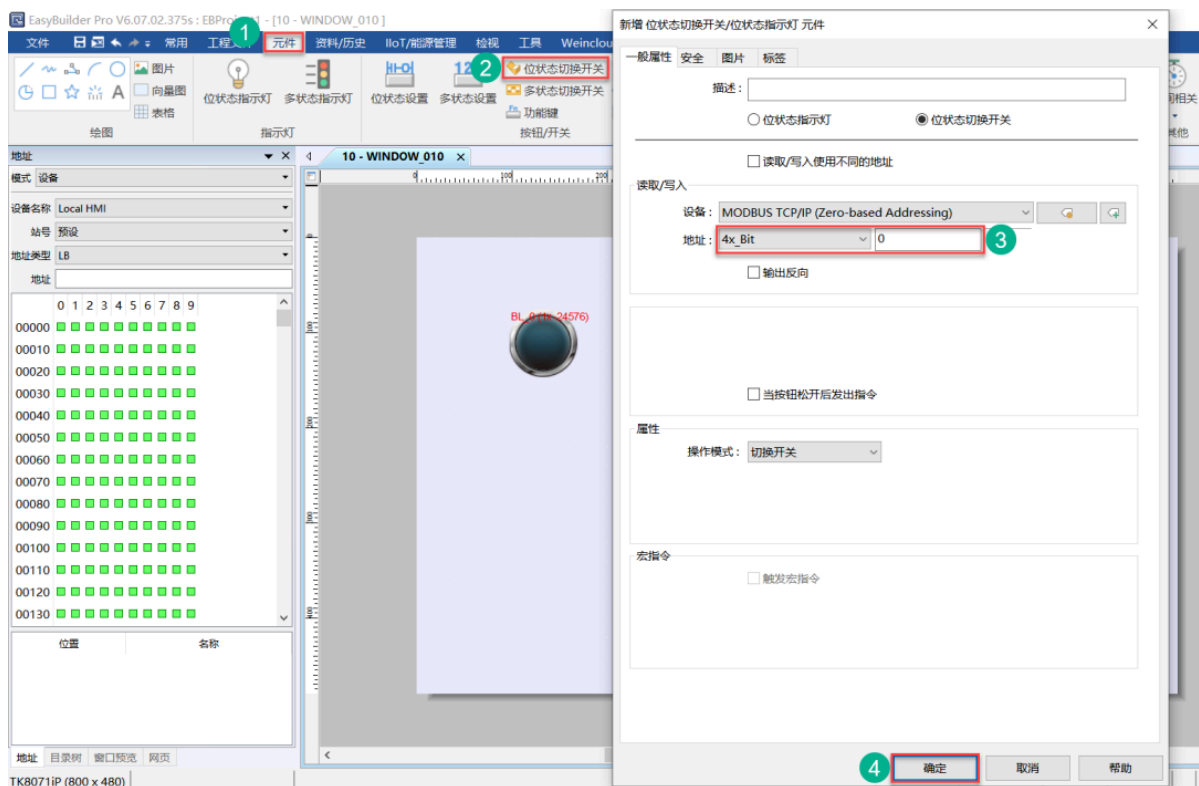 EasyBuilder Pro V6.07.02.375s : EBProject1 - [10 - WINDOW_010 ]
1
文件 常用 元件 资料/历史 IIoT/能源管理 检视 工具 Weinclou
图片
向量图
A 表格
绘图
位状态指示灯 多状态指示灯
指示灯
位状态设置 多状态设置
2
位状态切换开关
多状态切换开关
功能键
按钮/开关
地址
模式 设备
设备名称 Local HMI
站号 预设
地址类型 LB
地址
0 1 2 3 4 5 6 7 8 9
00000
00010
00020
00030
00040
00050
00060
00070
00080
00090
00100
00110
00120
00130
位置 名称
地址 目录树 窗口预览 网页
TK8071iP (800 x 480)
10 - WINDOW_010
0 100 200
新增 位状态切换开关/位状态指示灯 元件
一般属性 安全 图片 标签
描述 :
位状态指示灯 位状态切换开关
读取/写入使用不同的地址
读取/写入
设备 : MODBUS TCP/IP (Zero-based Addressing)
地址 : 4x_Bit 0 3
输出反向
当按钮松开后发出指令
属性
操作模式 : 切换开关
宏指令
触发宏指令
4 确定 取消 帮助